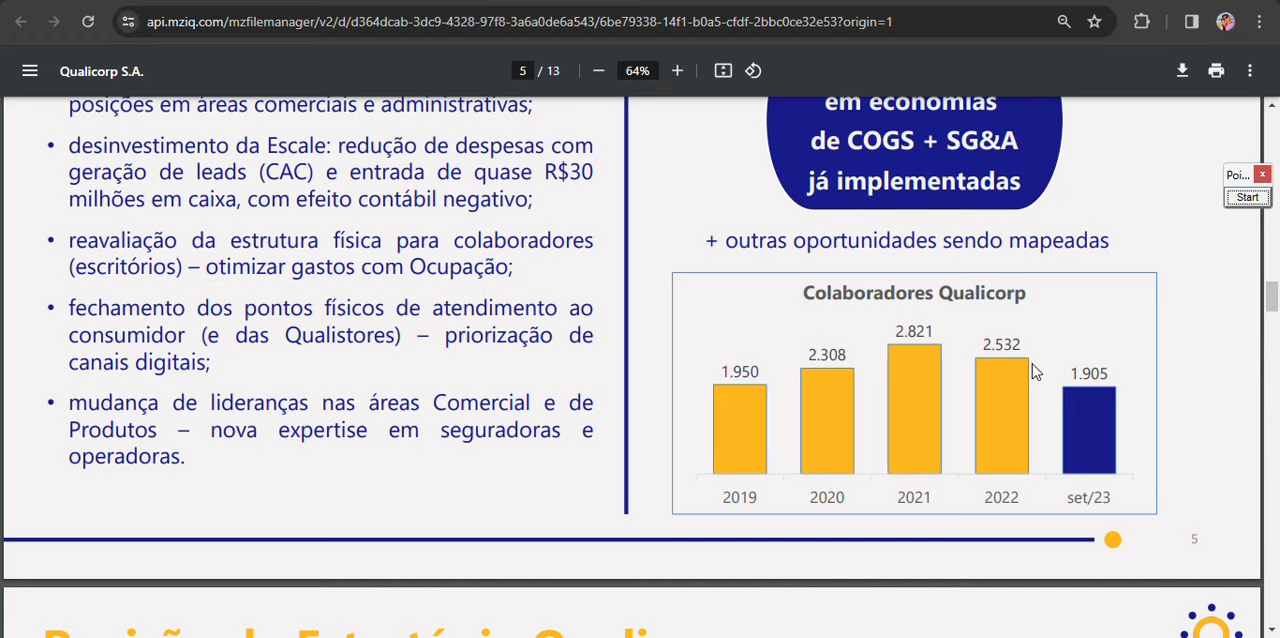 api.mziq.com/mzfilemanager/v2/d/d364dcab-3dc9-4328-97f8-3a6a0de6a543/6be79338-14f1-b0a5-cfdf-2bbc0ce32e53?origin=1
Qualicorp S.A.
5 / 13
64%
posições em áreas comerciais e administrativas;
• desinvestimento da Escale: redução de despesas com
geração de leads (CAC) e entrada de quase R$30
milhões em caixa, com efeito contábil negativo;
• reavaliação da estrutura física para colaboradores
(escritórios) – otimizar gastos com Ocupação;
• fechamento dos pontos físicos de atendimento ao
consumidor (e das Qualistores) – priorização de
canais digitais;
• mudança de lideranças nas áreas Comercial e de
Produtos – nova expertise em seguradoras e
operadoras.
em economias
de COGS + SG&A
já implementadas
+ outras oportunidades sendo mapeadas
Colaboradores Qualicorp
1.950
2.308
2.821
2.532
1.905
2019
2020
2021
2022
set/23
5
Poi...
x
Start